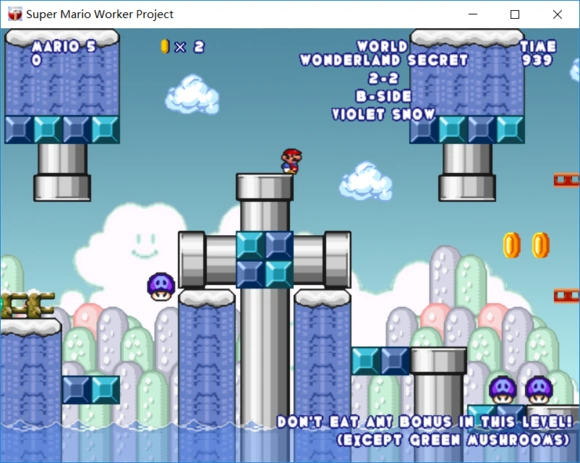 Super Mario Worker Project
MARIO 5
0
× 2
WORLD
WONDERLAND SECRET
2-2
B-SIDE
VIOLET SNOW
TIME
939
DON'T EAT ANY BONUS IN THIS LEVEL!
(EXCEPT GREEN MUSHROOMS)